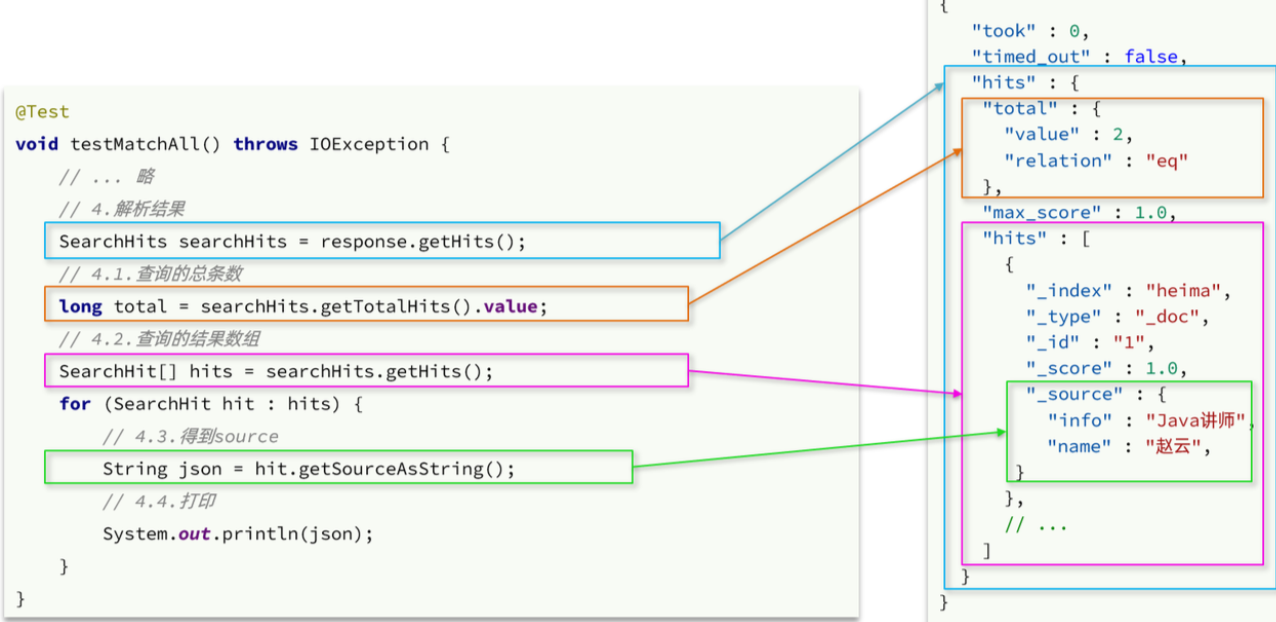 @Test
void testMatchAll() throws IOException {
// ... 略
// 4.解析结果
SearchHits searchHits = response.getHits();
// 4.1.查询的总条数
long total = searchHits.getTotalHits().value;
// 4.2.查询的结果数组
SearchHit[] hits = searchHits.getHits();
for (SearchHit hit : hits) {
// 4.3.得到source
String json = hit.getSourceAsString();
// 4.4.打印
System.out.println(json);
}
}
{
"took" : 0,
"timed_out" : false,
"hits" : {
"total" : {
"value" : 2,
"relation" : "eq"
},
"max_score" : 1.0,
"hits" : [
{
"_index" : "heima",
"_type" : "_doc",
"_id" : "1",
"_score" : 1.0,
"_source" : {
"info" : "Java讲师",
"name" : "赵云",
}
},
// ...
]
}
}